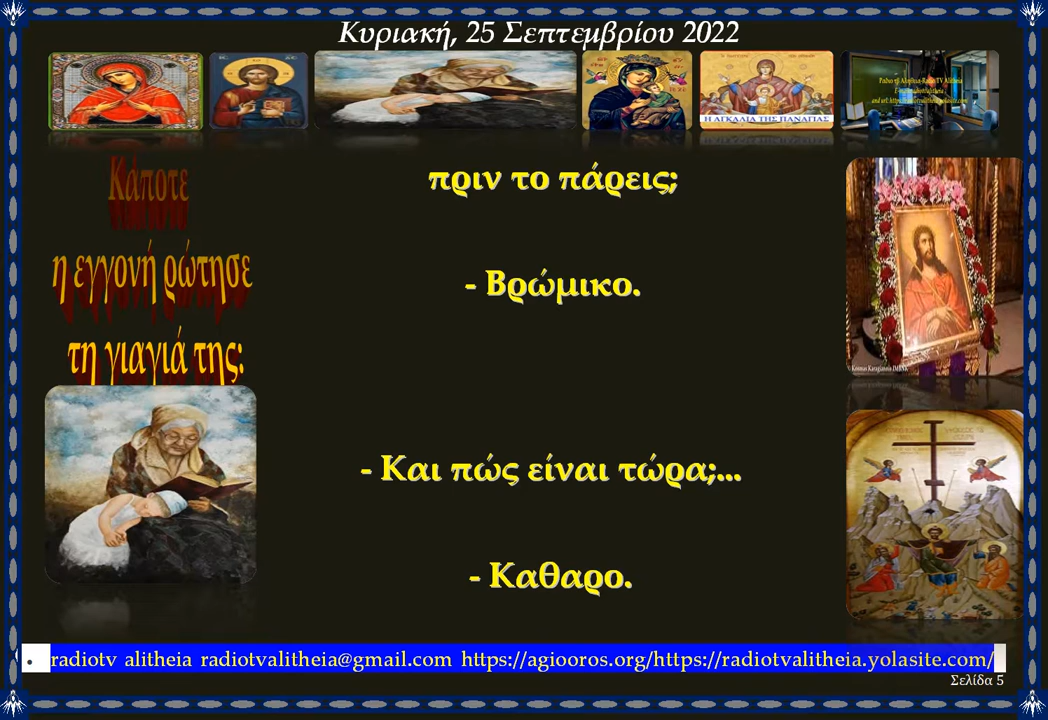 Κυριακή, 25 Σεπτεμβρίου 2022
Η ΑΓΚΑΛΙΑ ΤΗΣ ΠΑΝΑΓΙΑΣ
Κάποτε
η εγγονή ρώτησε
τη γιαγιά της:
πριν το πάρεις;
- Βρώμικο.
- Και πώς είναι τώρα;...
- Καθαρο.
• radiotv alitheia radiotvalitheia@gmail.com https://agiooros.org/https://radiotvalitheia.yolasite.com/
Σελίδα 5